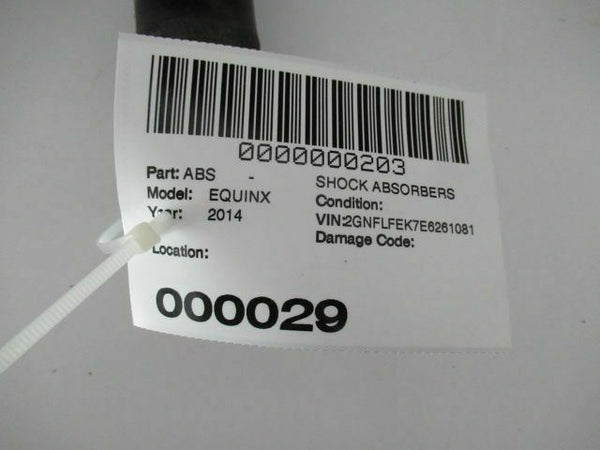 0000000203
Part: ABS - SHOCK ABSORBERS
Model: EQUINX Condition:
Year: 2014 VIN:2GNFLFEK7E6261081
Damage Code:
Location:
000029